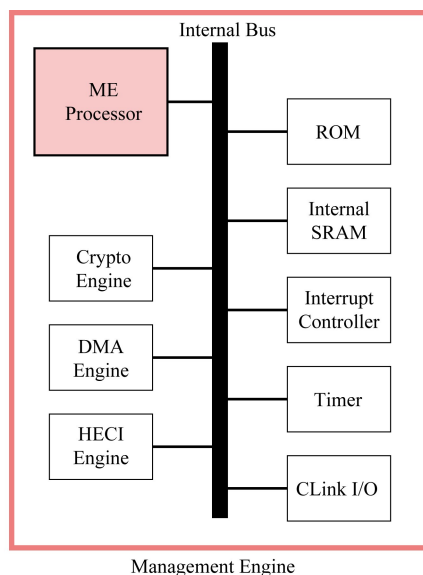 Internal Bus
ME
Processor
ROM
Internal
SRAM
Crypto
Engine
Interrupt
Controller
DMA
Engine
Timer
HECI
Engine
CLink I/O
Management Engine